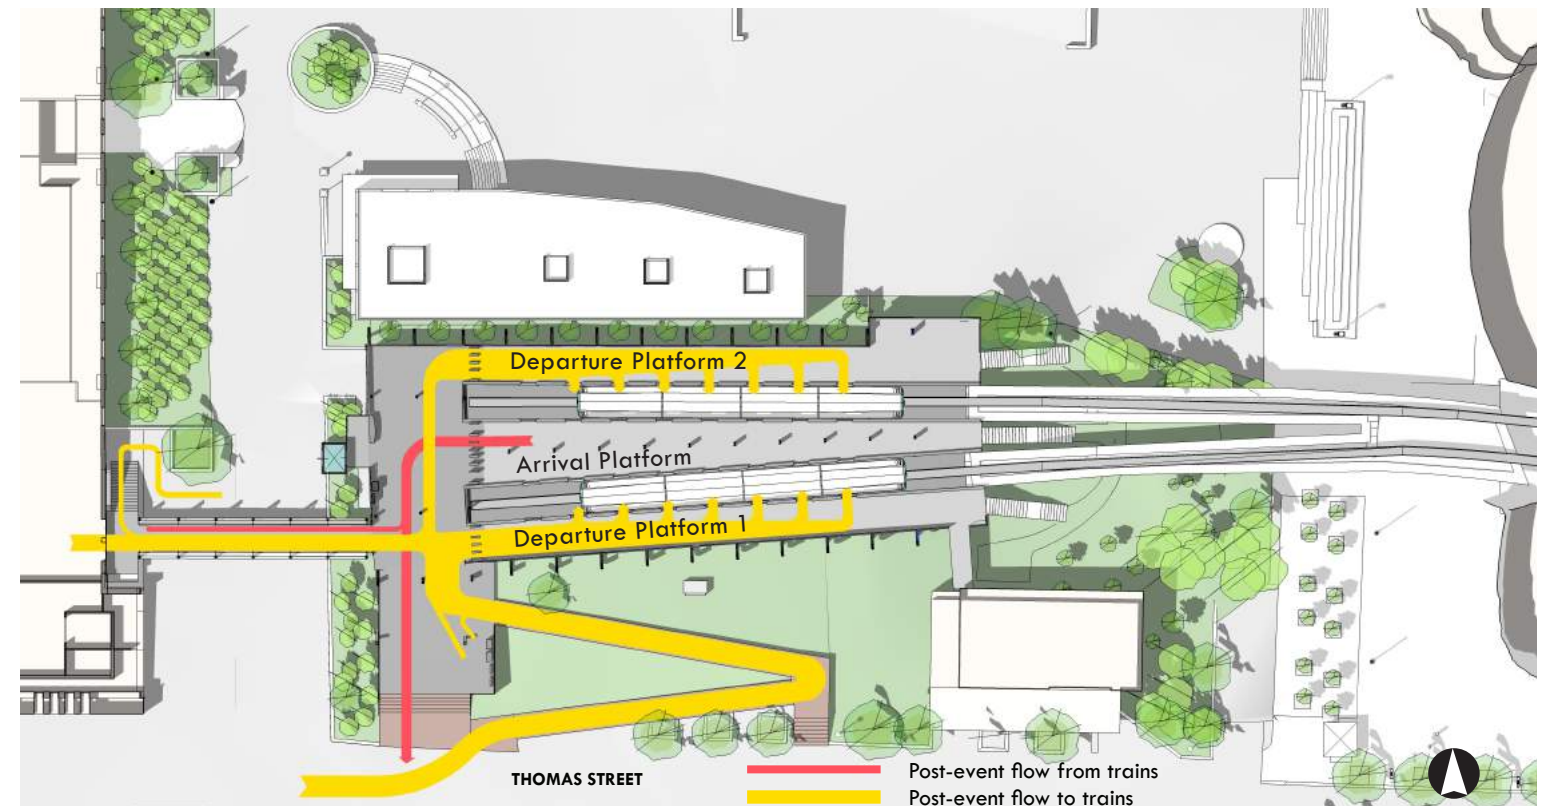 Departure Platform 2
Arrival Platform
Departure Platform 1
THOMAS STREET
Post-event flow from trains
Post-event flow to trains